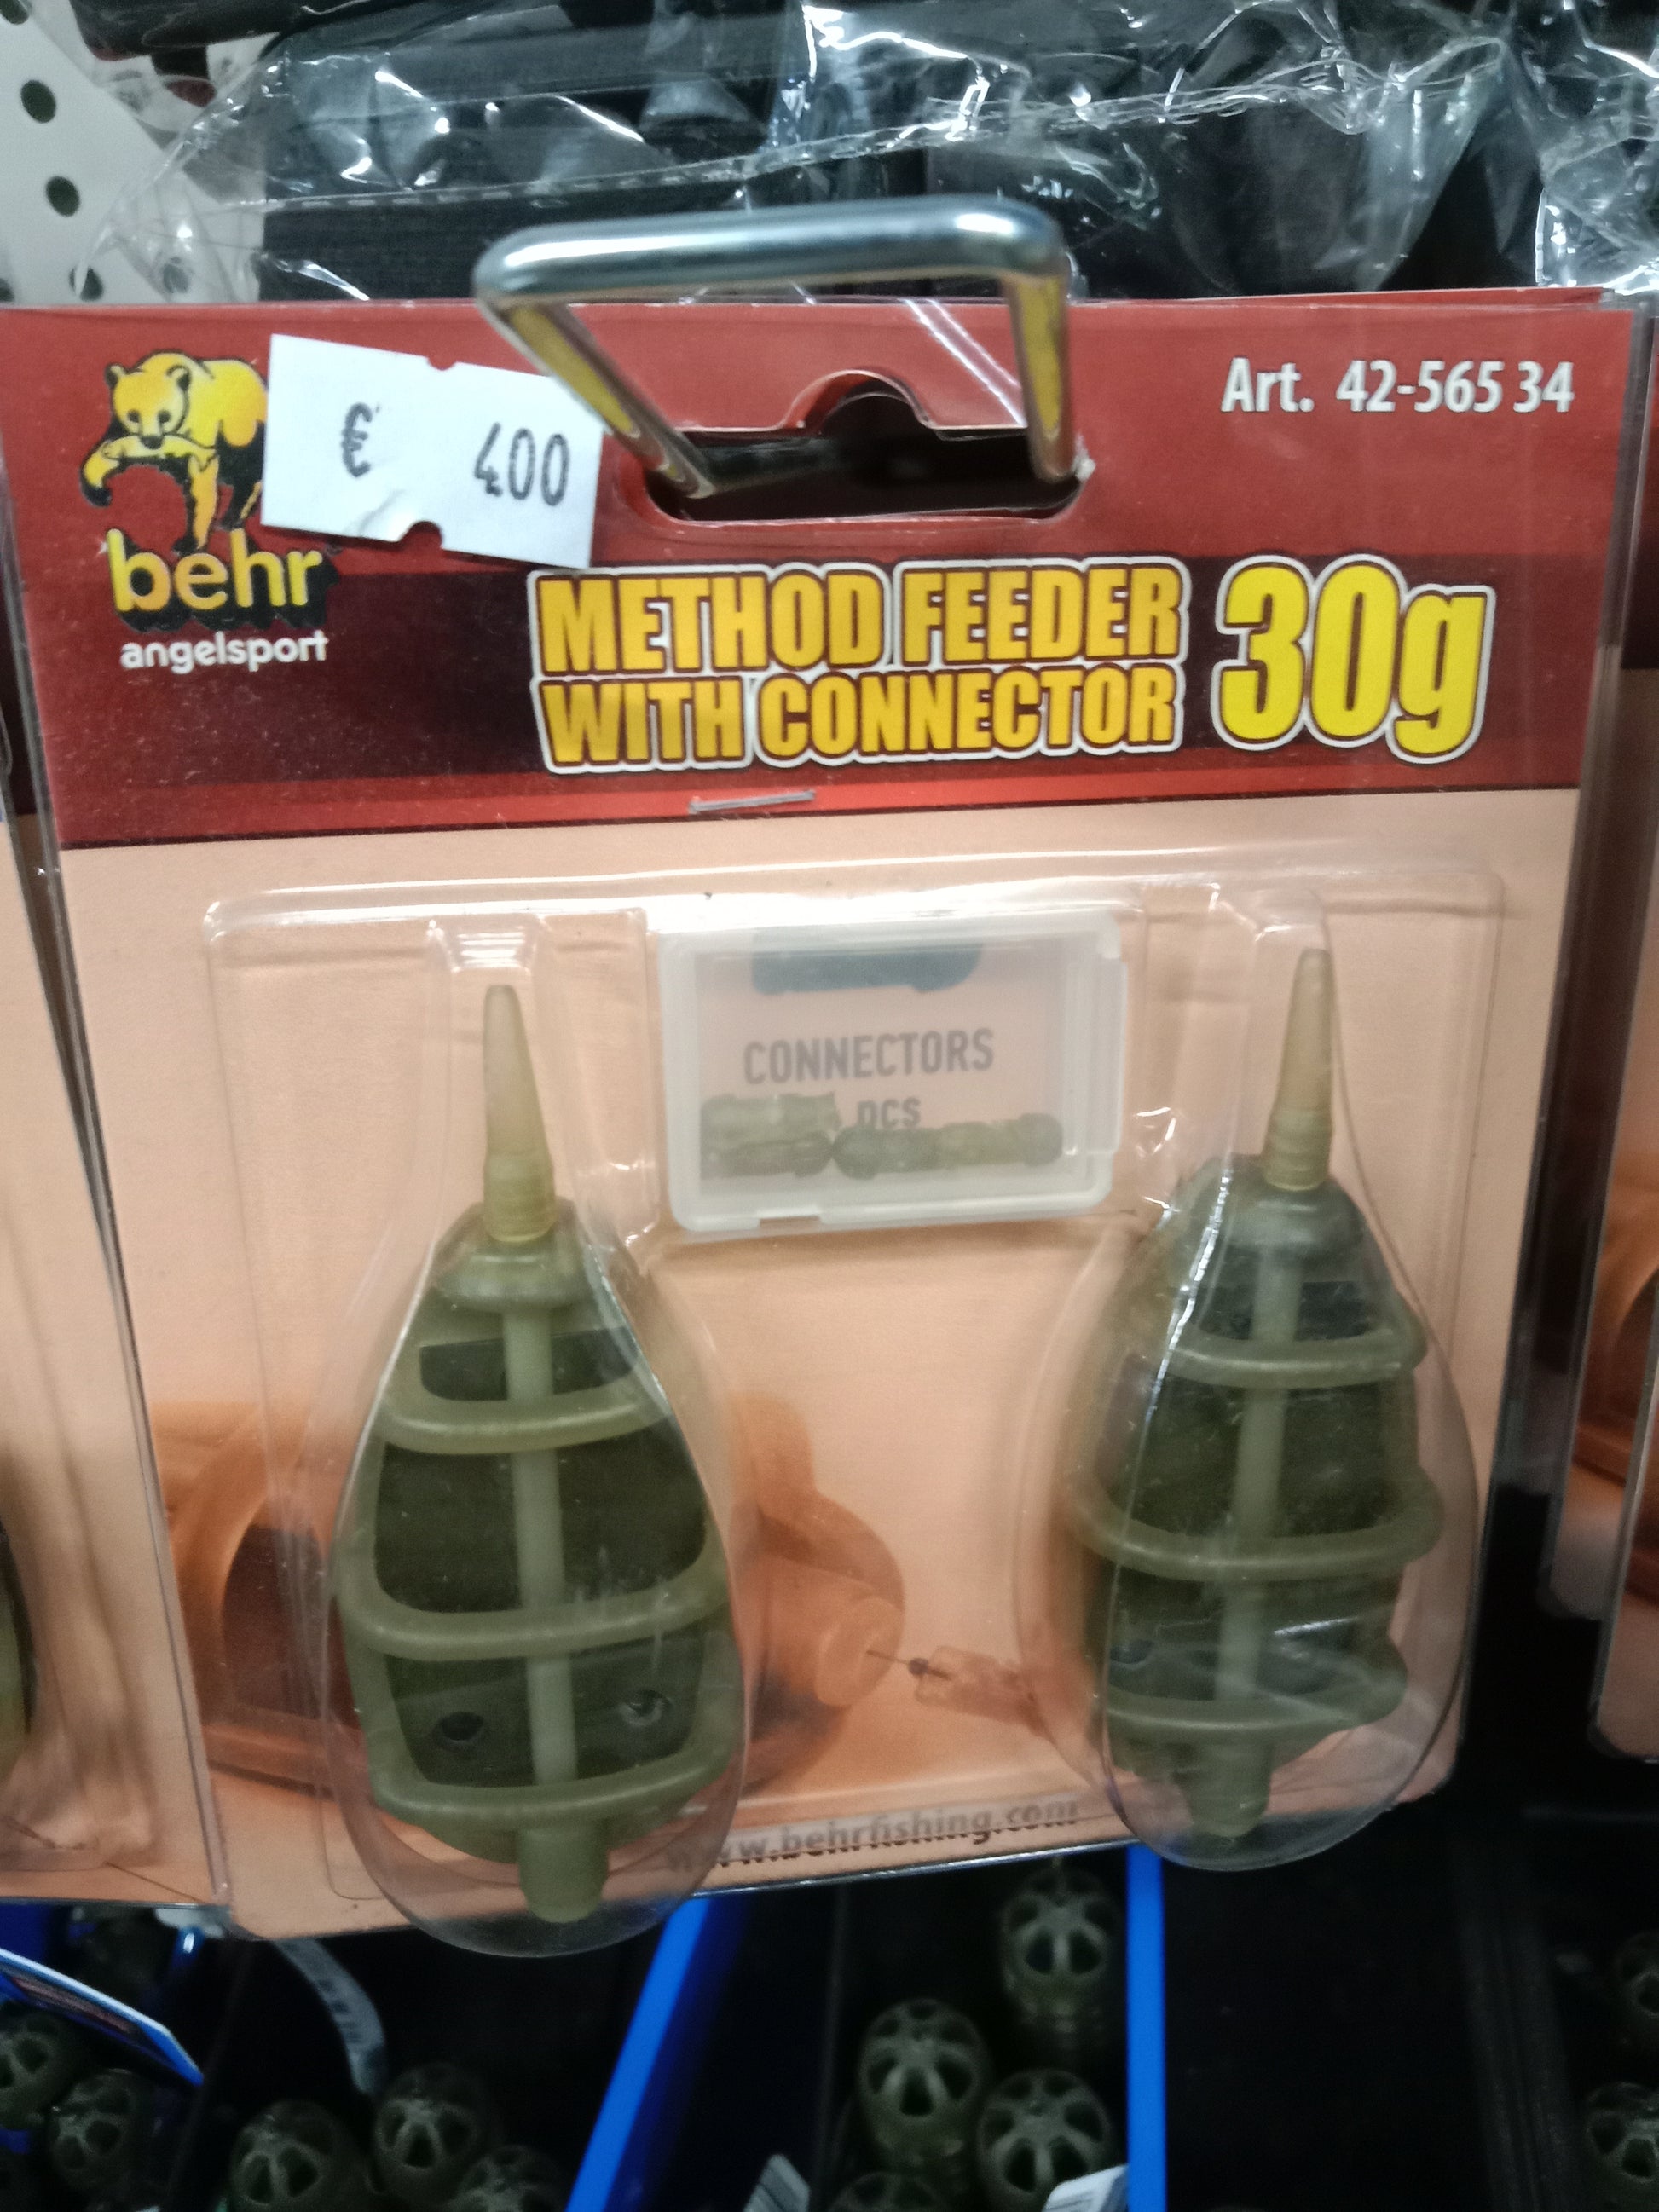 Art. 42-565 34
€ 400
behr
angelsport
METHOD FEEDER
WITH CONNECTOR
30g
CONNECTORS
pcs
www.behrfishing.com